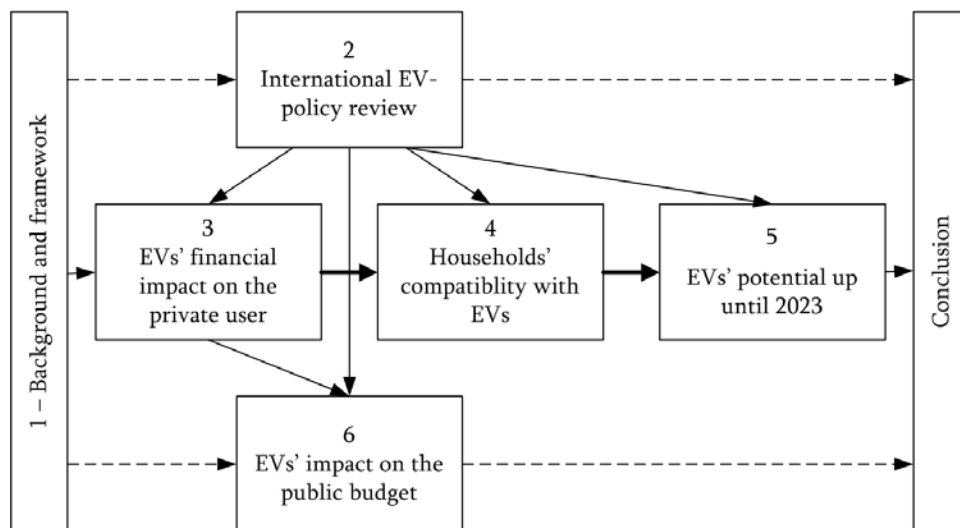 1 – Background and framework
2
International EV-
policy review
3
EVs’ financial
impact on the
private user
4
Households’
compatiblity with
EVs
5
EVs’ potential up
until 2023
6
EVs’ impact on the
public budget
Conclusion